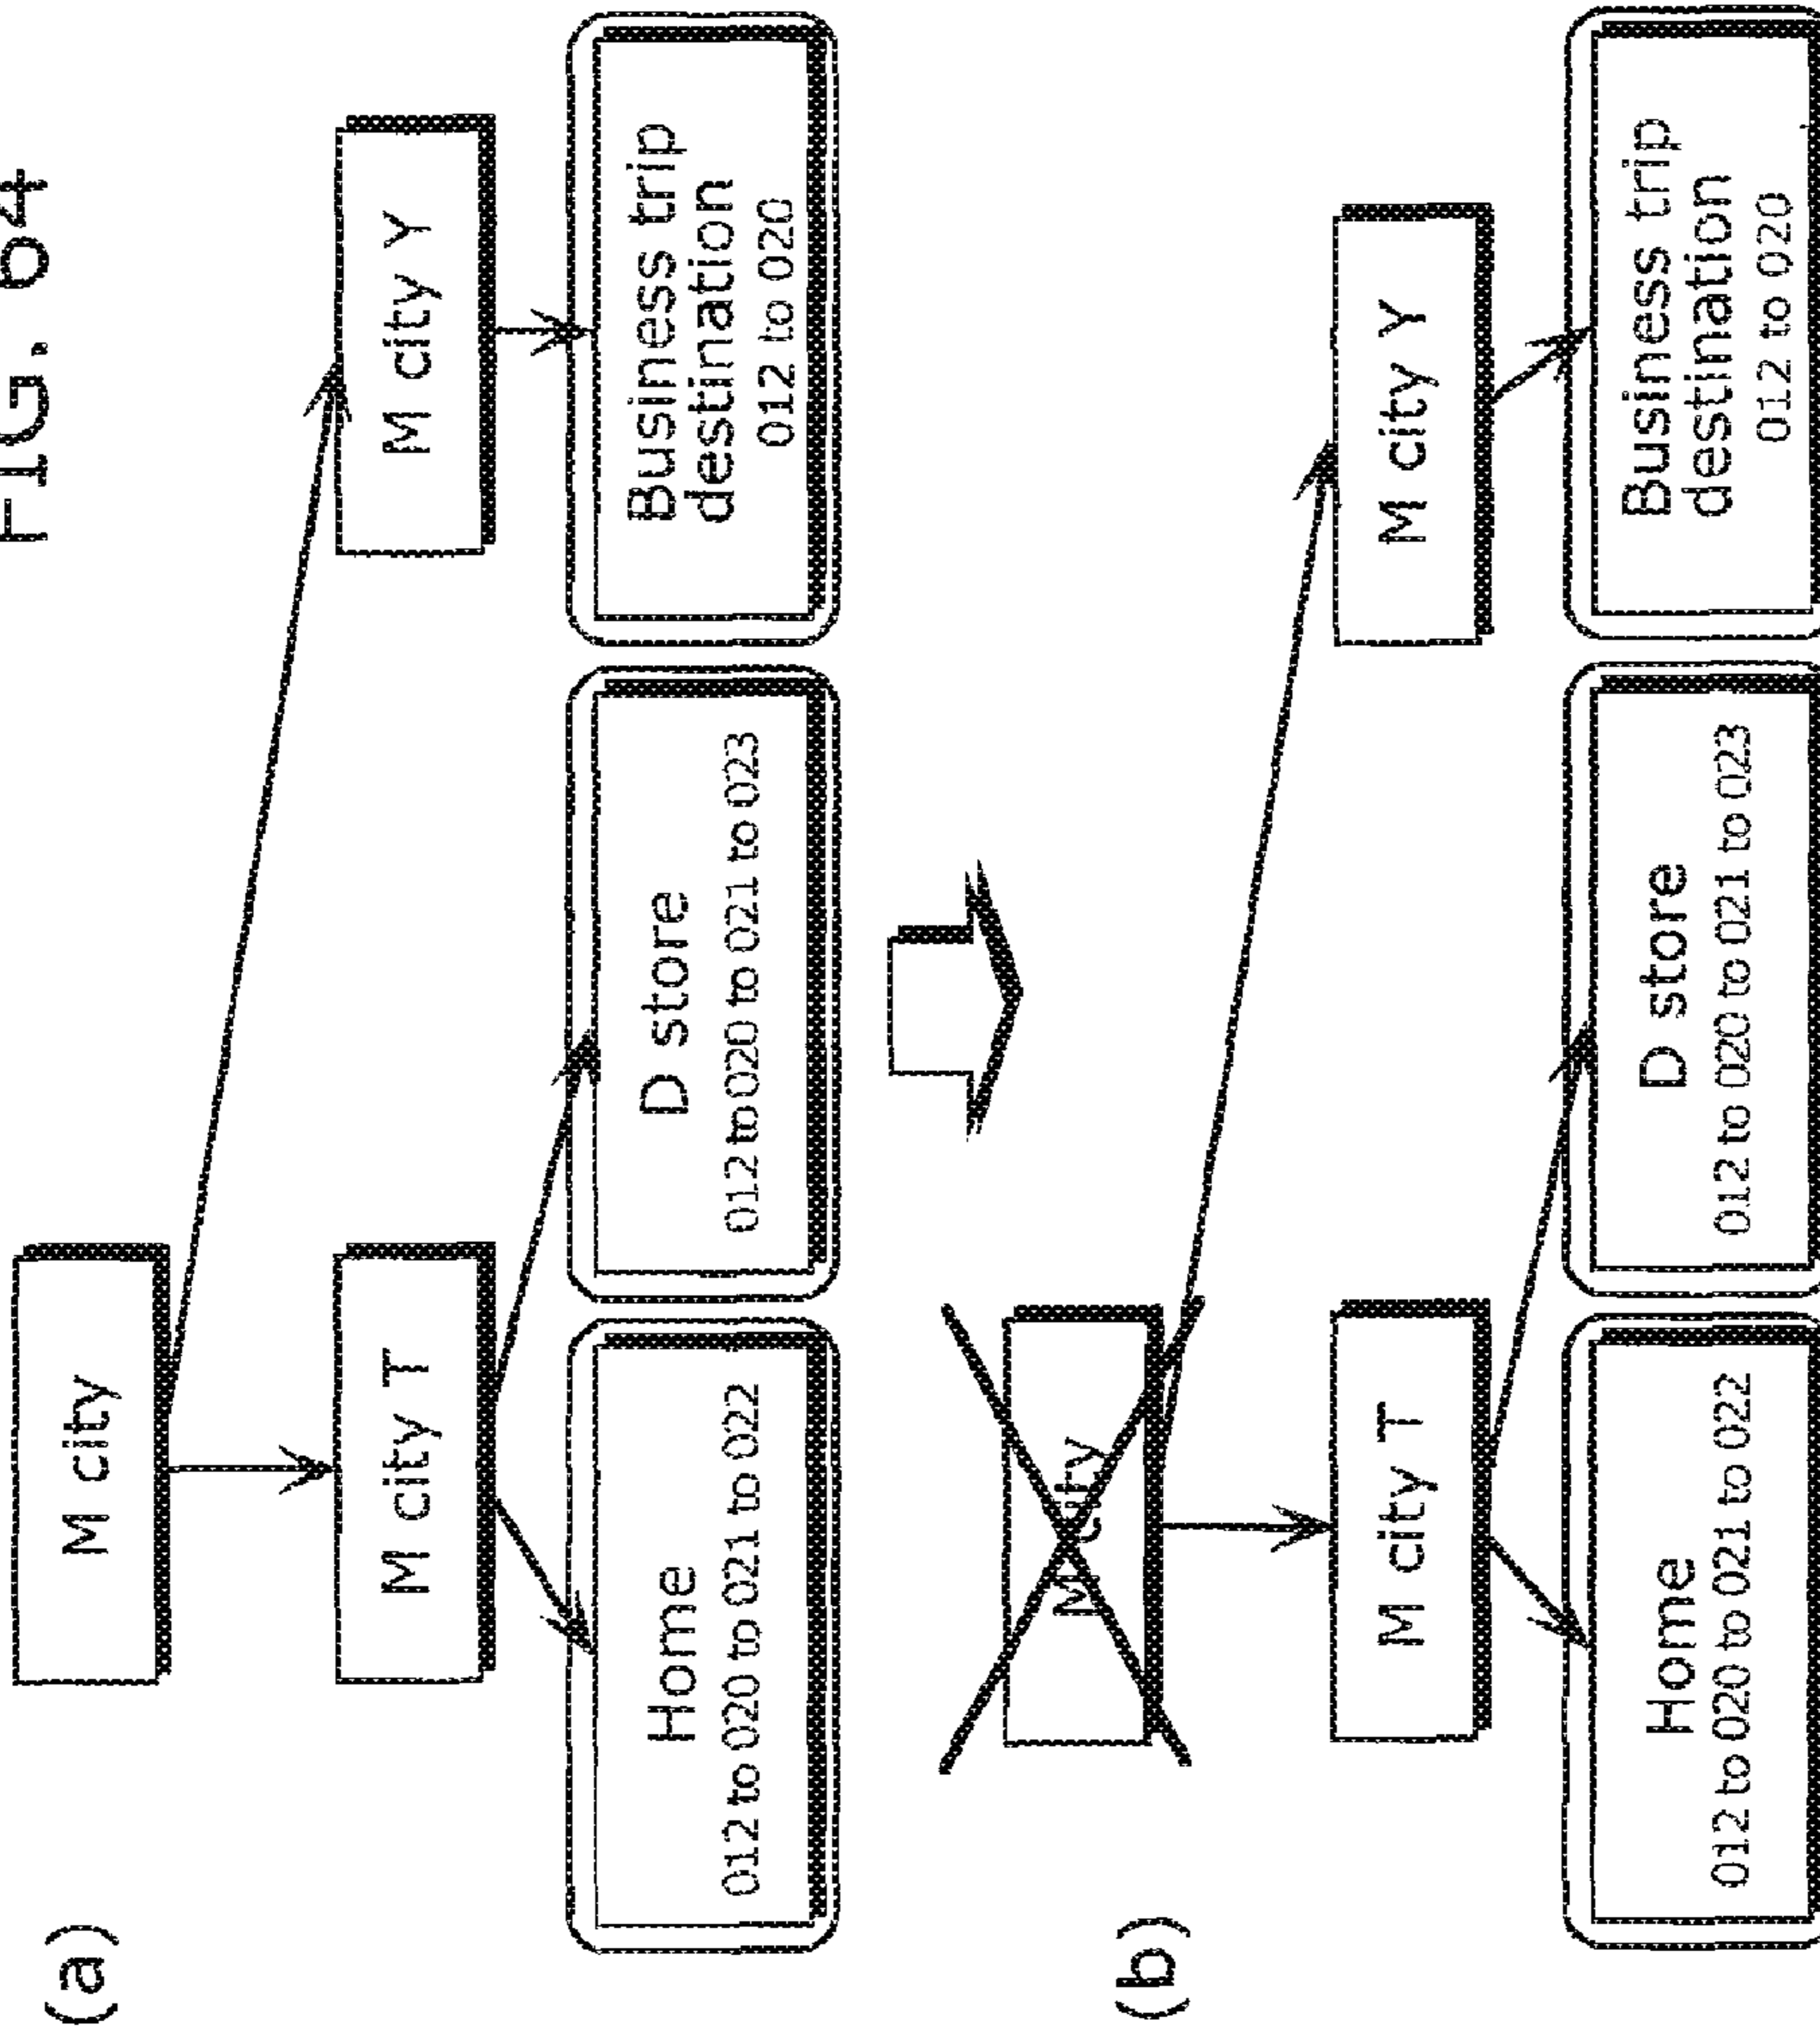 FIG. 64
(a)
M city
M city T
M city Y
Home
012 to 020 to 021 to 022
D store
012 to 020 to 021 to 023
Business trip
destination
012 to 020
(b)
M city
M city T
M city Y
Home
012 to 020 to 021 to 022
D store
012 to 020 to 021 to 023
Business trip
destination
012 to 020